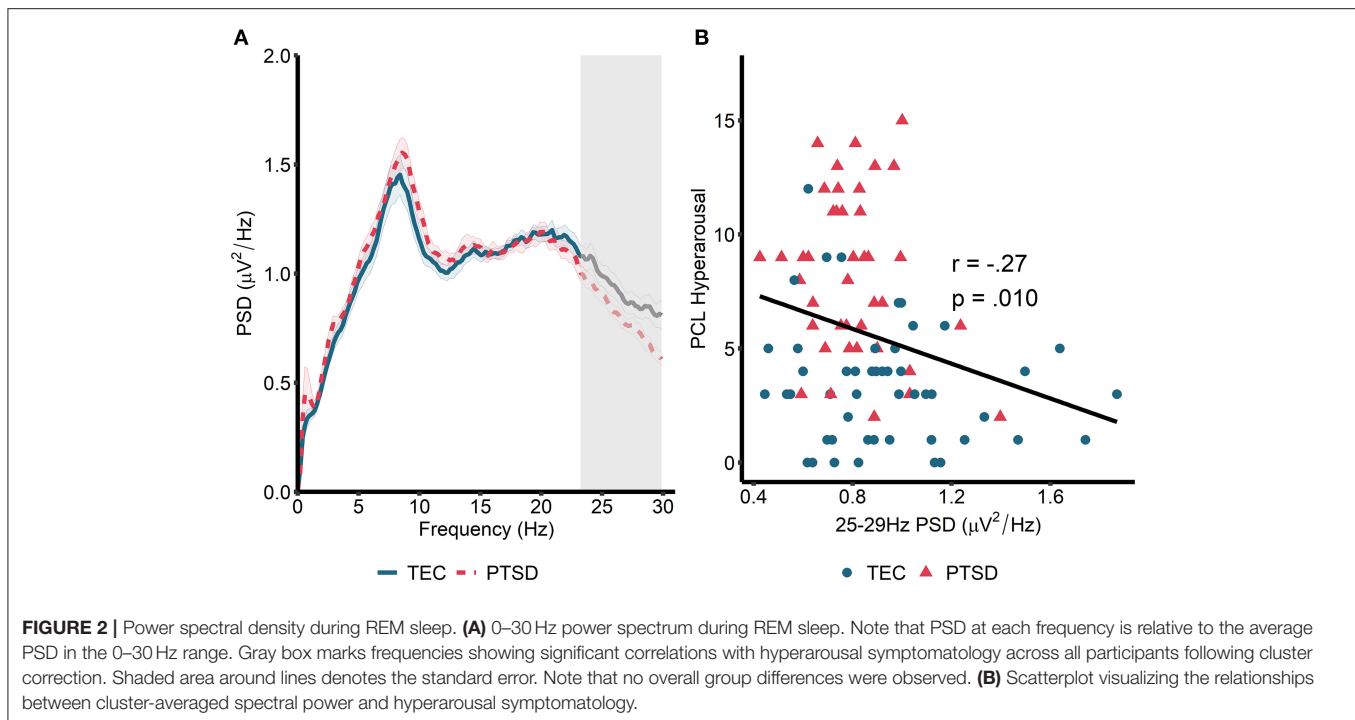 A
B
2.0
1.5
1.0
0.5
0.0
PSD (μV²/Hz)
0 5 10 15 20 25 30
Frequency (Hz)
TEC PTSD
15
10
5
0
PCL Hyperarousal
r = -.27
p = .010
0.4 0.8 1.2 1.6
25-29Hz PSD (μV²/Hz)
TEC PTSD
FIGURE 2 | Power spectral density during REM sleep. (A) 0–30 Hz power spectrum during REM sleep. Note that PSD at each frequency is relative to the average
PSD in the 0–30 Hz range. Gray box marks frequencies showing significant correlations with hyperarousal symptomatology across all participants following cluster
correction. Shaded area around lines denotes the standard error. Note that no overall group differences were observed. (B) Scatterplot visualizing the relationships
between cluster-averaged spectral power and hyperarousal symptomatology.